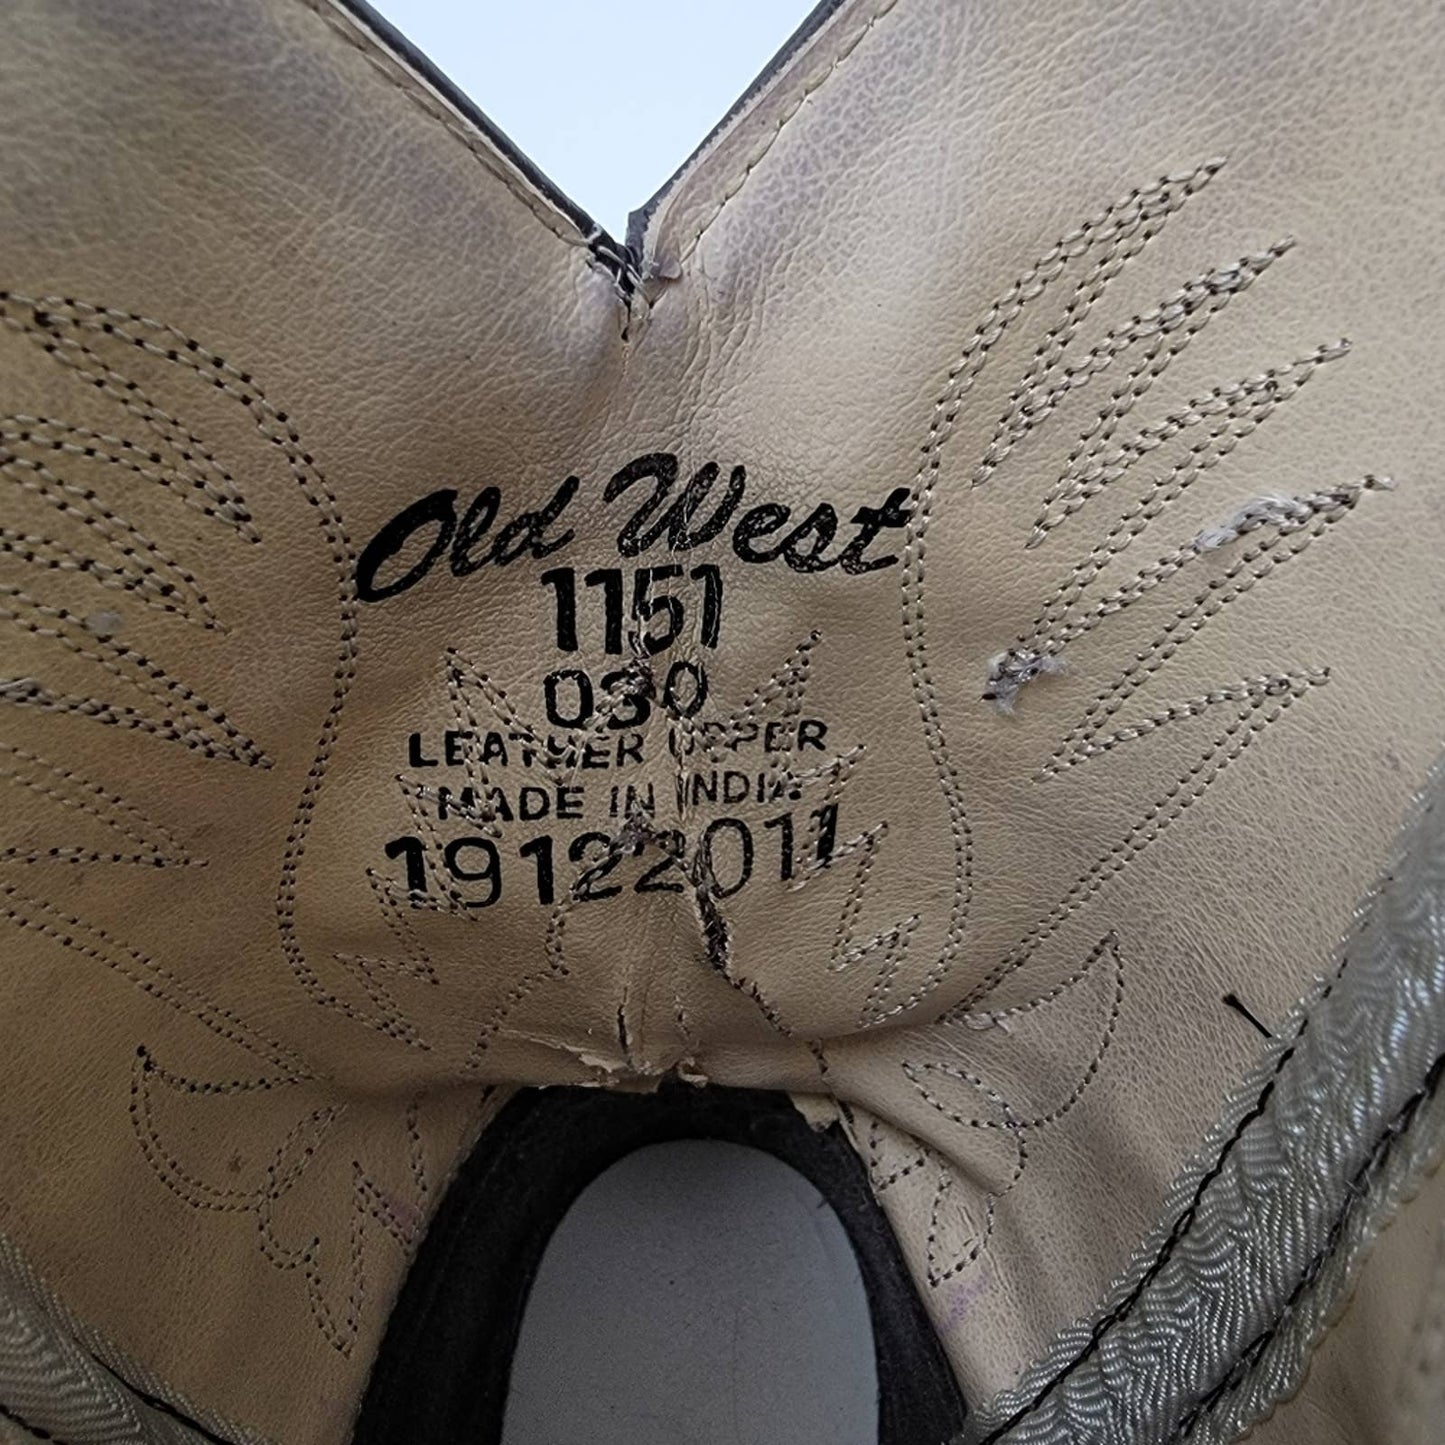 Old West
1151
030
LEATHER UPPER
MADE IN INDIA
19122011